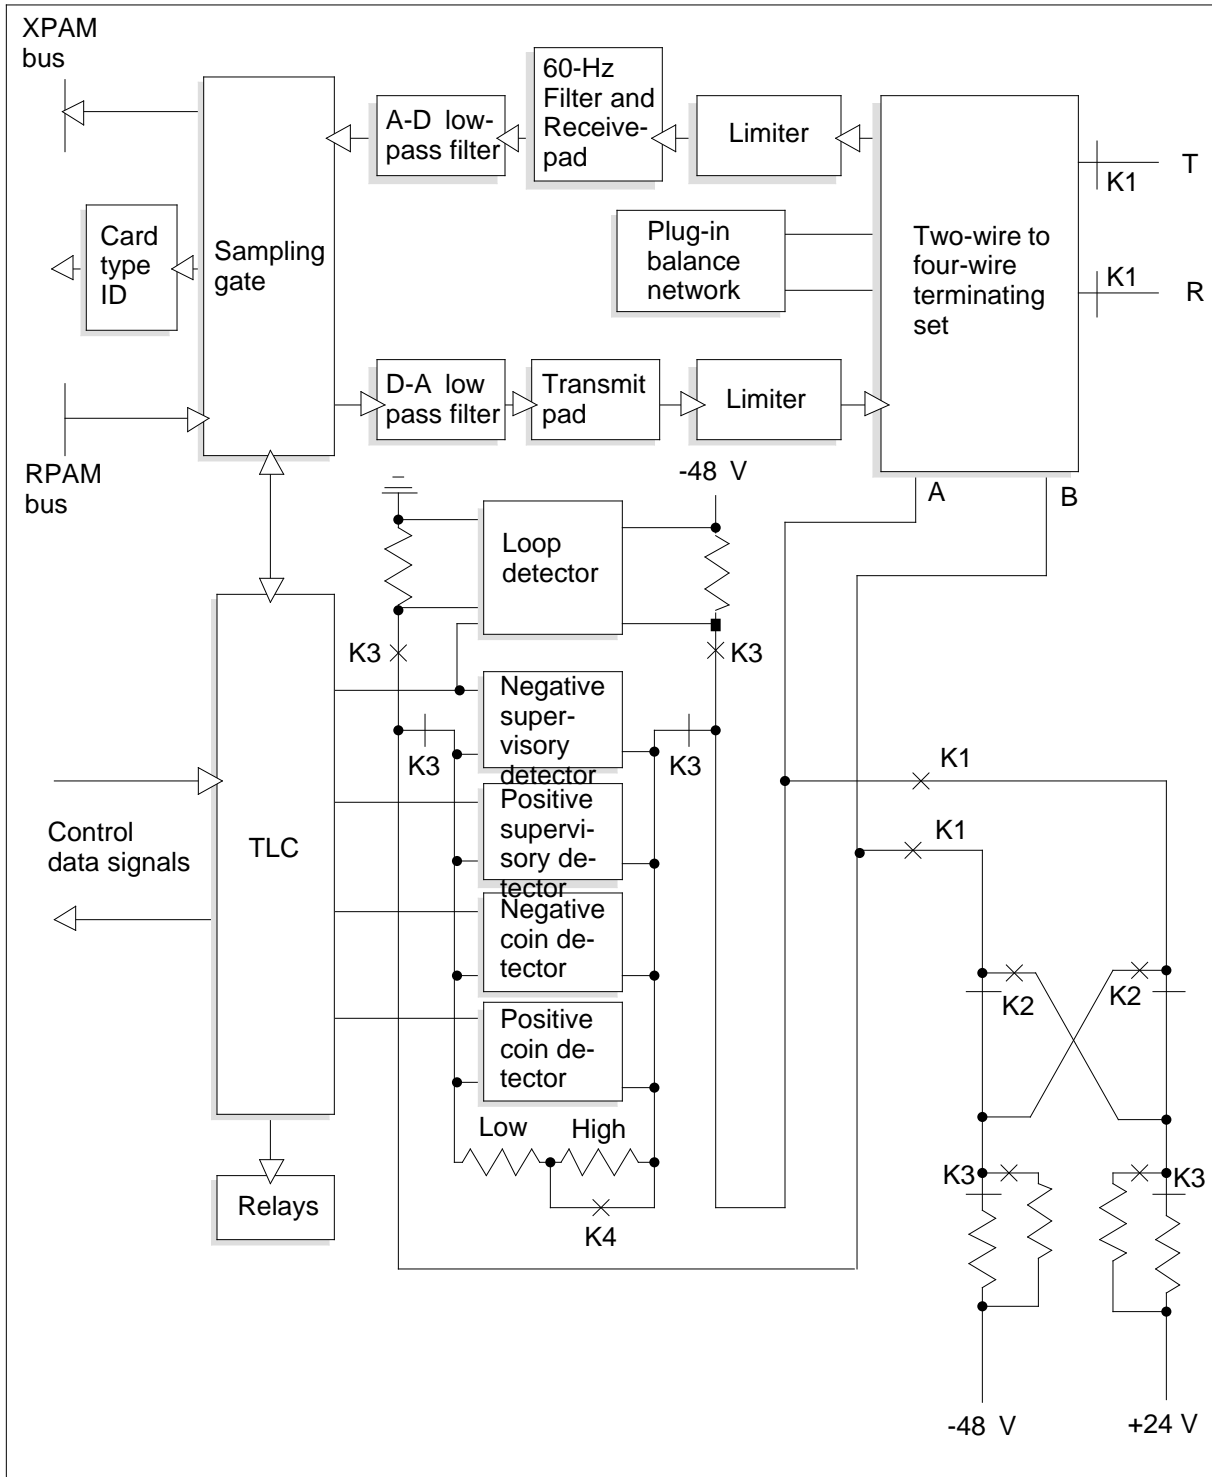 XPAM
bus
60-Hz
Filter and
Receive-
pad
A-D low-
pass filter
Limiter
T
K1
Card
type
ID
Sampling
gate
Plug-in
balance
network
Two-wire to
four-wire
terminating
set
K1
R
D-A low
pass filter
Transmit
pad
Limiter
RPAM
bus
-48 V
A
B
Loop
detector
K3
K3
Negative
super-
visory
detector
K3
K3
K1
Positive
supervi-
sory de-
tector
K1
Control
data signals
TLC
Negative
coin de-
tector
K2
K2
Positive
coin de-
tector
Low
High
K3
K3
Relays
K4
-48 V
+24 V